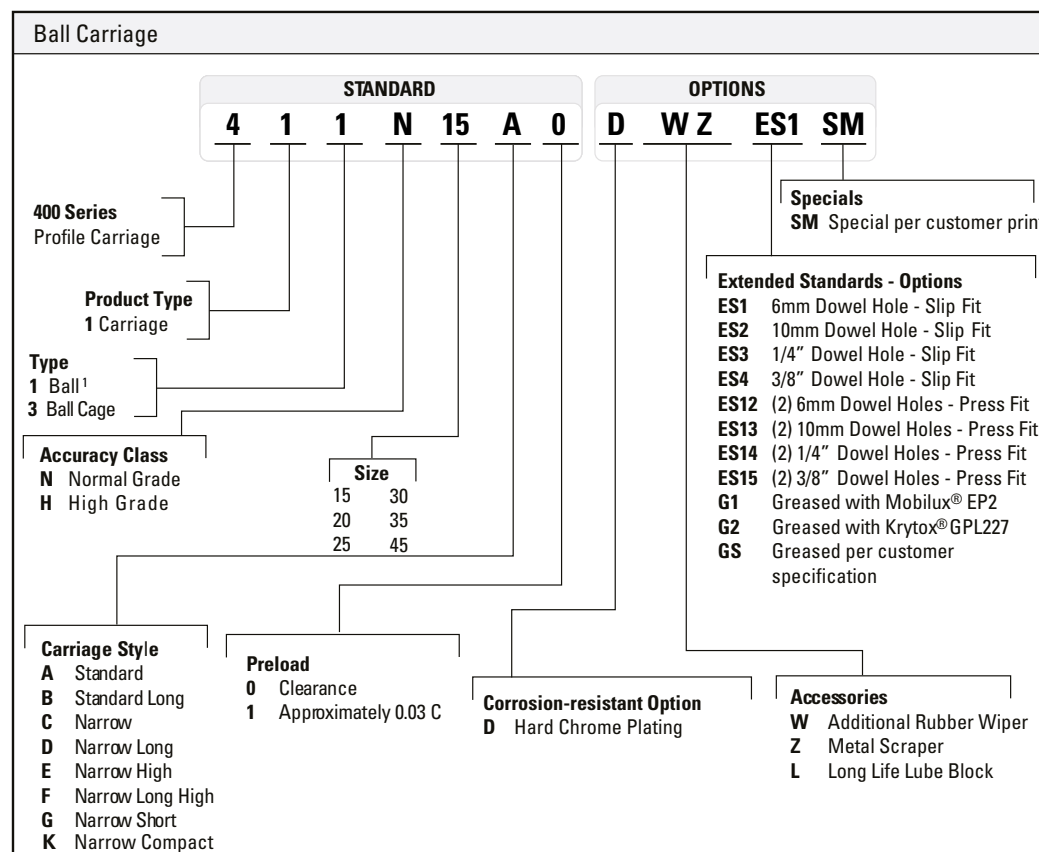 Ball Carriage
STANDARD
OPTIONS
4 1 1 N 15 A 0 D W Z ES1 SM
400 Series
Profile Carriage
Product Type
1 Carriage
Type
1 Ball¹
3 Ball Cage
Accuracy Class
N Normal Grade
H High Grade
Size
15 30
20 35
25 45
Specials
SM Special per customer prin
Extended Standards - Options
ES1 6mm Dowel Hole - Slip Fit
ES2 10mm Dowel Hole - Slip Fit
ES3 1/4” Dowel Hole - Slip Fit
ES4 3/8” Dowel Hole - Slip Fit
ES12 (2) 6mm Dowel Holes - Press Fit
ES13 (2) 10mm Dowel Holes - Press Fit
ES14 (2) 1/4” Dowel Holes - Press Fit
ES15 (2) 3/8” Dowel Holes - Press Fit
G1 Greased with Mobilux® EP2
G2 Greased with Krytox® GPL227
GS Greased per customer
specification
Carriage Style
A Standard
B Standard Long
C Narrow
D Narrow Long
E Narrow High
F Narrow Long High
G Narrow Short
K Narrow Compact
Preload
0 Clearance
1 Approximately 0.03 C
Corrosion-resistant Option
D Hard Chrome Plating
Accessories
W Additional Rubber Wiper
Z Metal Scraper
L Long Life Lube Block